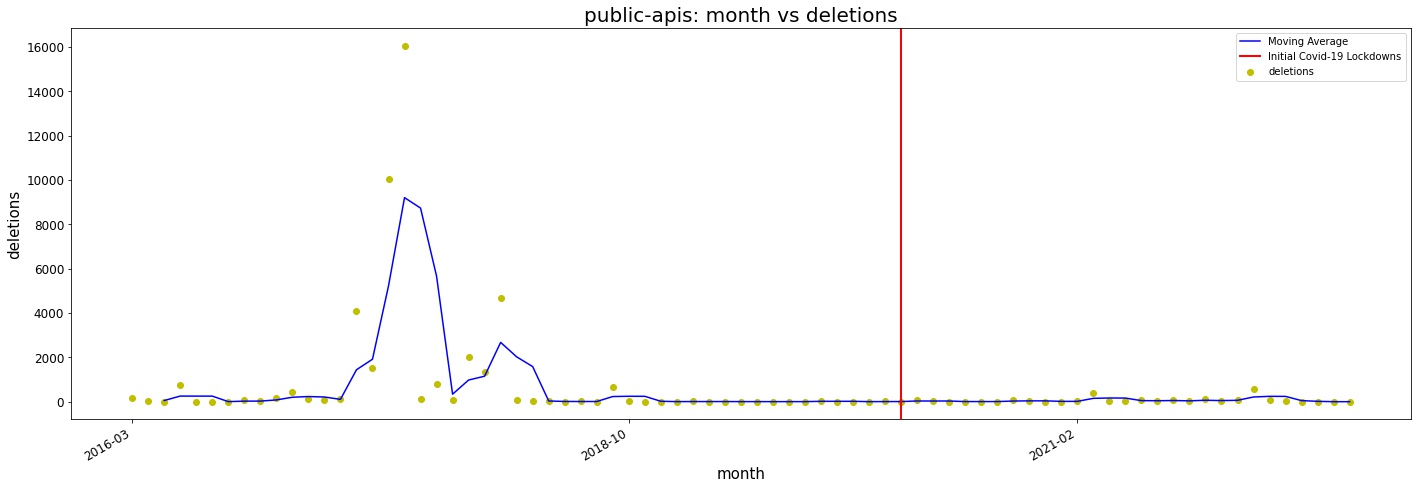 public-apis: month vs deletions
Moving Average
Initial Covid-19 Lockdowns
deletions
16000
14000
12000
10000
8000
6000
4000
2000
0
deletions
2016-03
2018-10
2021-02
month